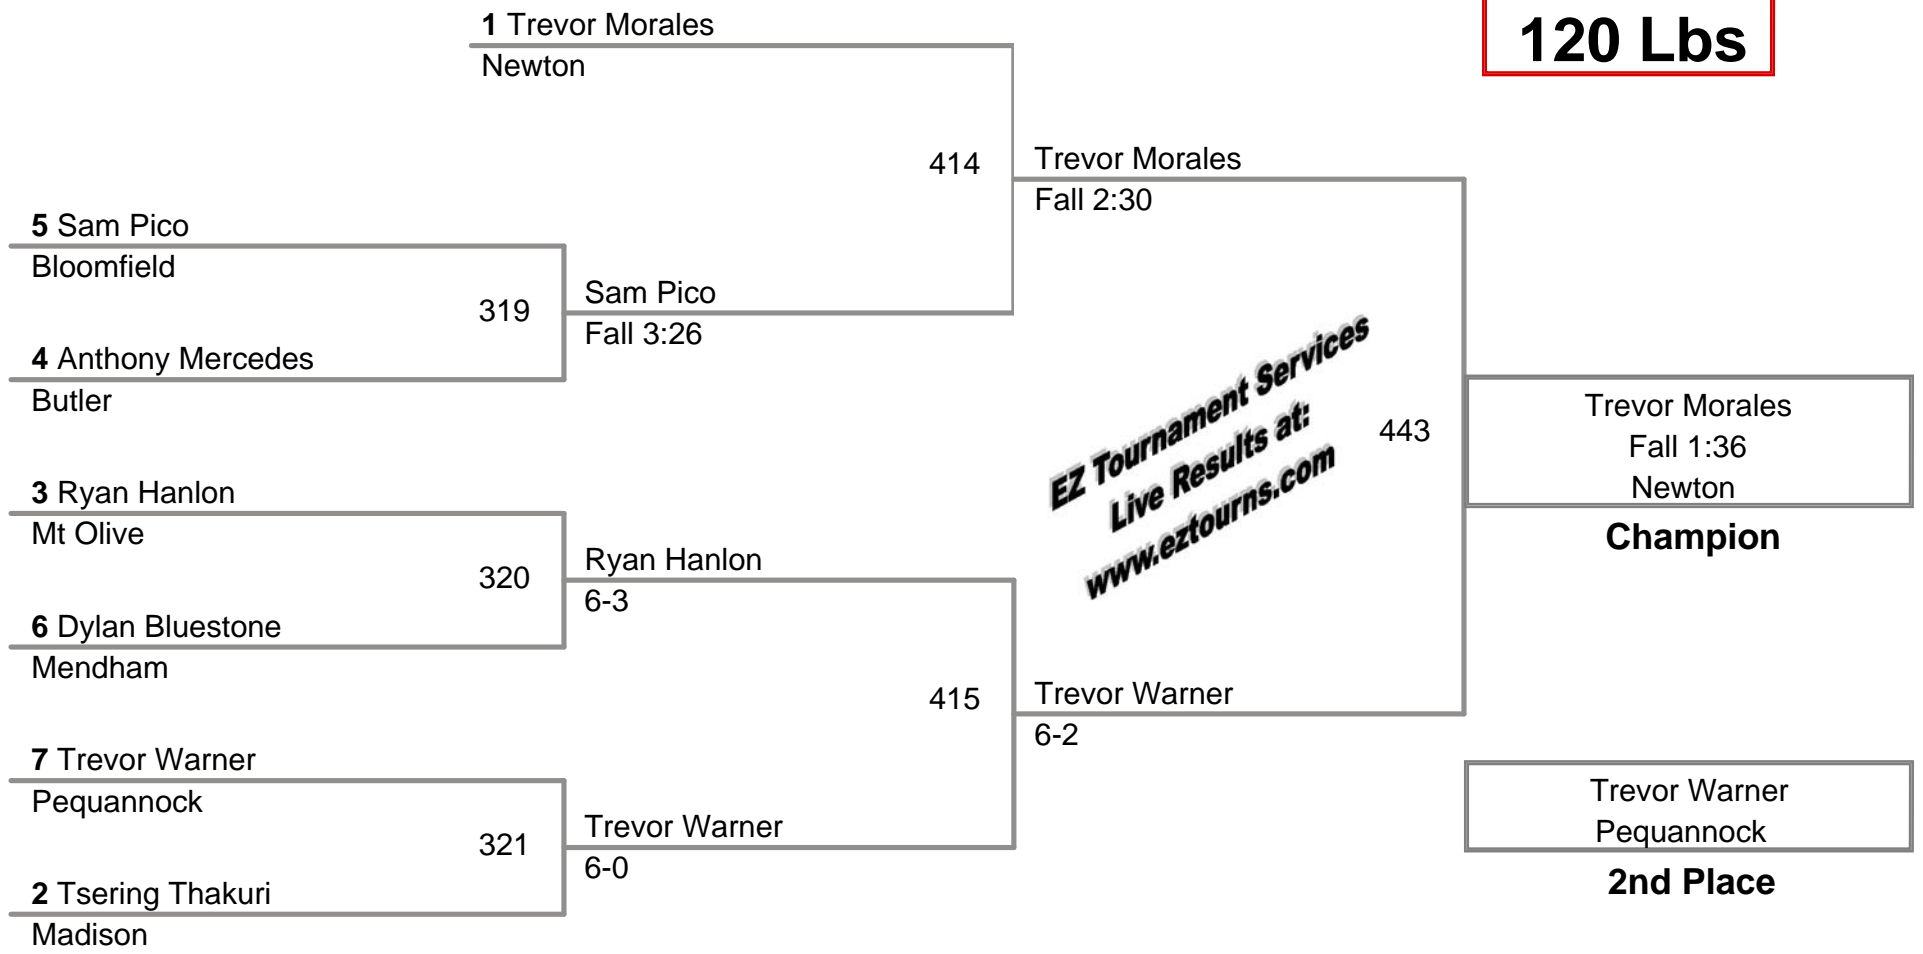 120 Lbs
1 Trevor Morales
Newton
414
Trevor Morales
Fall 2:30
5 Sam Pico
Bloomfield
319
Sam Pico
Fall 3:26
4 Anthony Mercedes
Butler
EZ Tournament Services
Live Results at:
www.eztourns.com
443
Trevor Morales
Fall 1:36
Newton
Champion
3 Ryan Hanlon
Mt Olive
320
Ryan Hanlon
6-3
6 Dylan Bluestone
Mendham
415
Trevor Warner
6-2
7 Trevor Warner
Pequannock
321
Trevor Warner
6-0
2 Tsering Thakuri
Madison
Trevor Warner
Pequannock
2nd Place